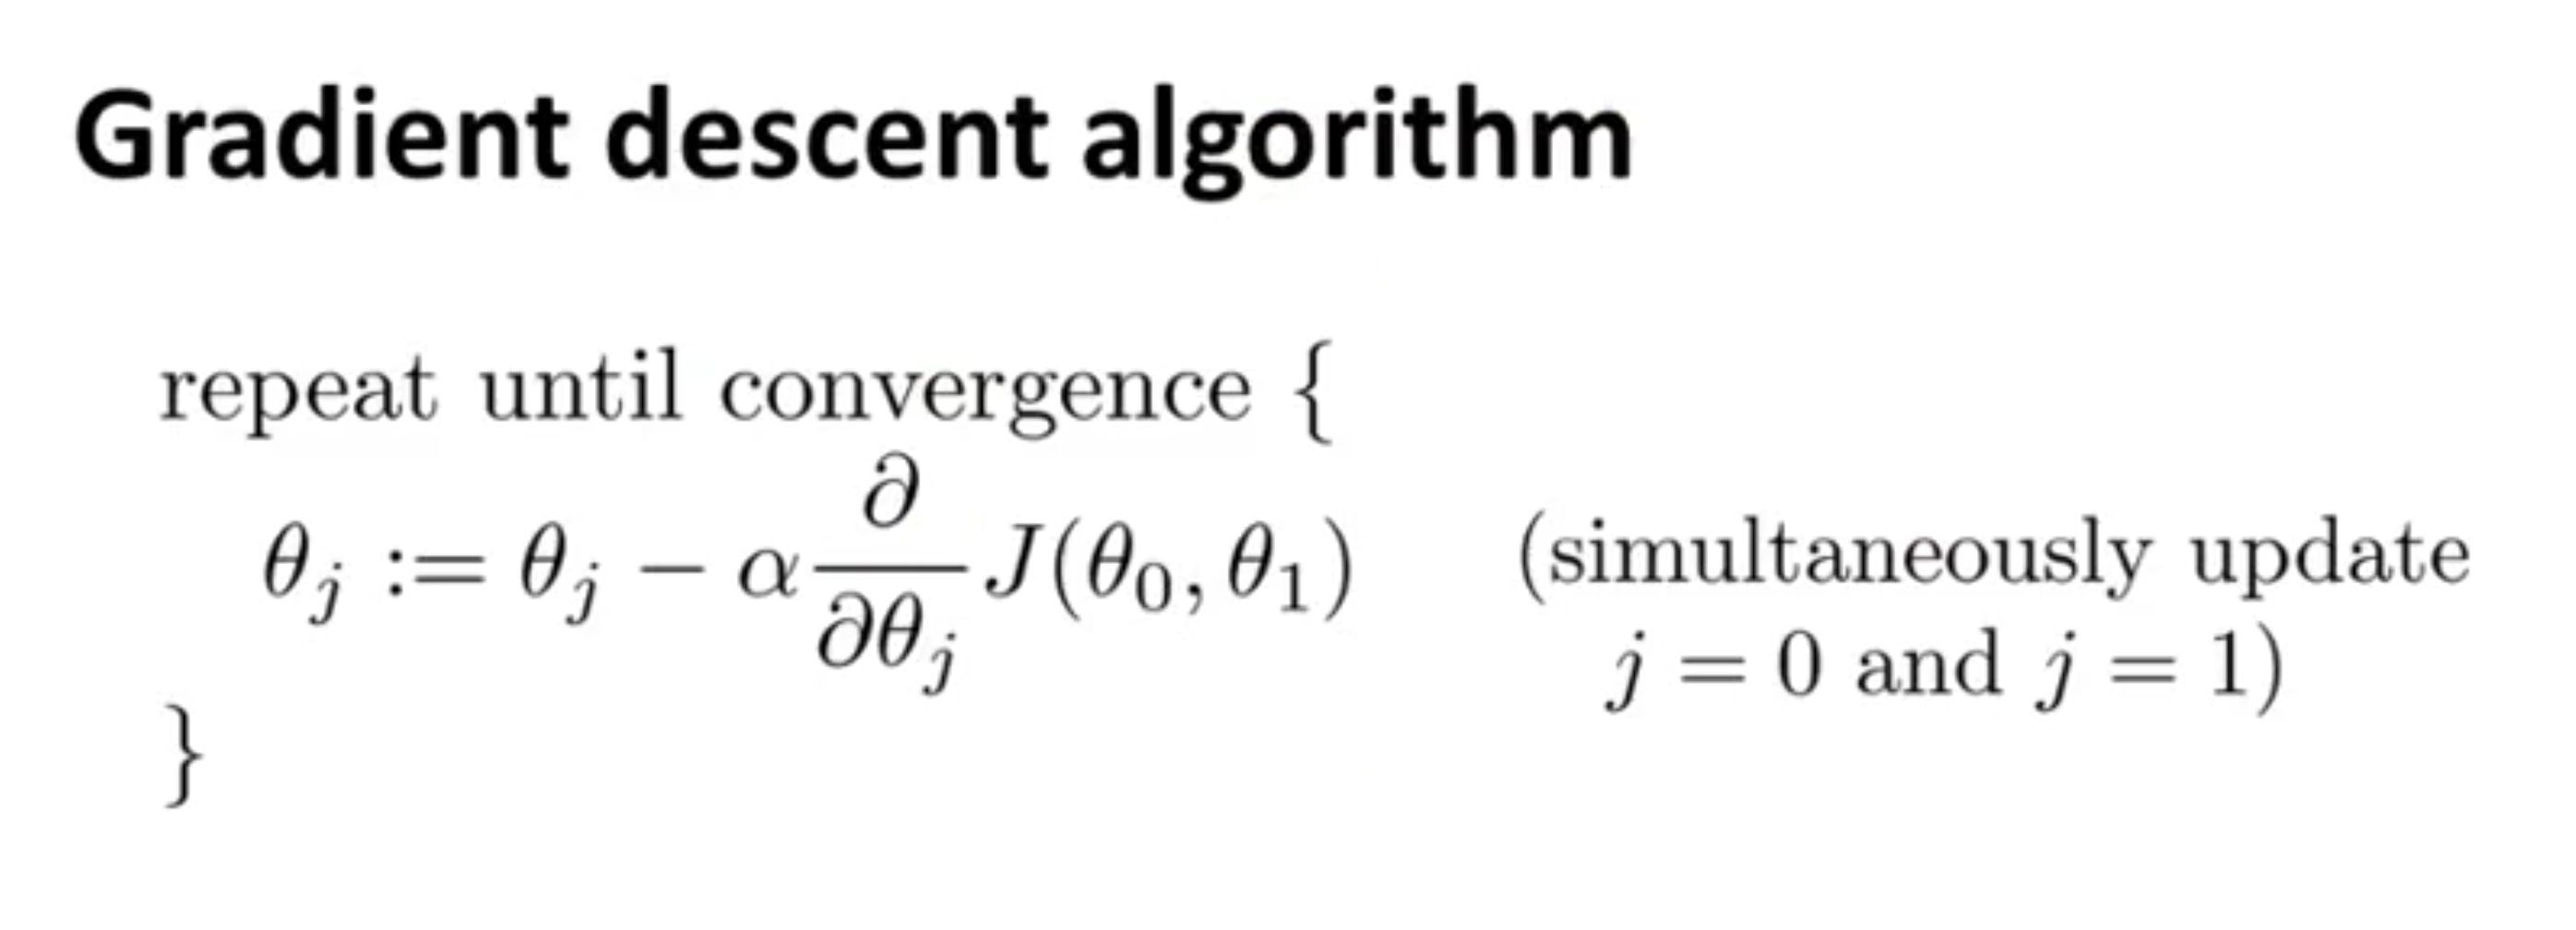 Gradient descent algorithm
repeat until convergence {
θ_j := θ_j − α ∂/∂θ_j J(θ_0, θ_1)
(simultaneously update
j = 0 and j = 1)
}